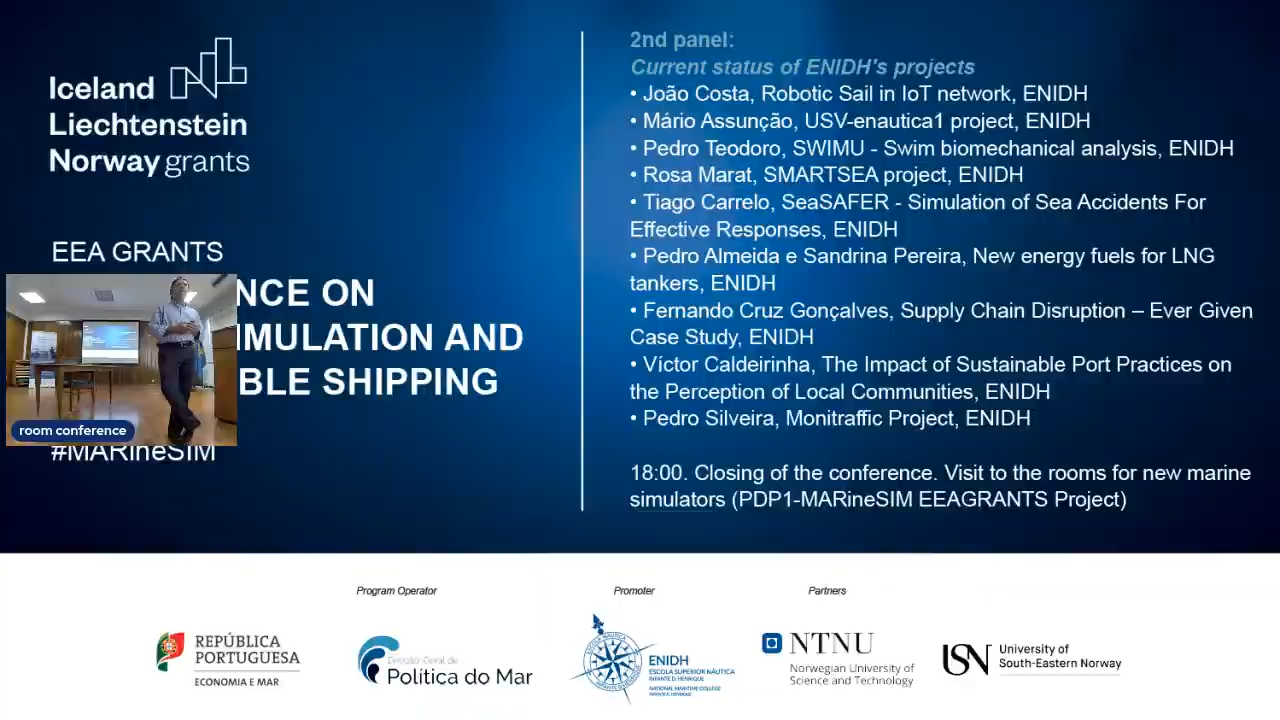 Iceland
Liechtenstein
Norway grants
EEA GRANTS
NCE ON
IMULATION AND
BLE SHIPPING
room conference
#MARineSIM
2nd panel:
Current status of ENIDH's projects
• João Costa, Robotic Sail in IoT network, ENIDH
• Mário Assunção, USV-enautica1 project, ENIDH
• Pedro Teodoro, SWIMU - Swim biomechanical analysis, ENIDH
• Rosa Marat, SMARTSEA project, ENIDH
• Tiago Carrelo, SeaSAFER - Simulation of Sea Accidents For
Effective Responses, ENIDH
• Pedro Almeida e Sandrina Pereira, New energy fuels for LNG
tankers, ENIDH
• Fernando Cruz Gonçalves, Supply Chain Disruption – Ever Given
Case Study, ENIDH
• Víctor Caldeirinha, The Impact of Sustainable Port Practices on
the Perception of Local Communities, ENIDH
• Pedro Silveira, Monitraffic Project, ENIDH
18:00. Closing of the conference. Visit to the rooms for new marine
simulators (PDP1-MARineSIM EEAGRANTS Project)
Program Operator
Promoter
Partners
REPÚBLICA
PORTUGUESA
ECONOMIA E MAR
Direção-Geral de
Política do Mar
ENIDH
ESCOLA SUPERIOR NÁUTICA
INFANTE D. HENRIQUE
NATIONAL MARITIME COLLEGE
INFANTE D. HENRIQUE
NTNU
Norwegian University of
Science and Technology
USN
University of
South-Eastern Norway